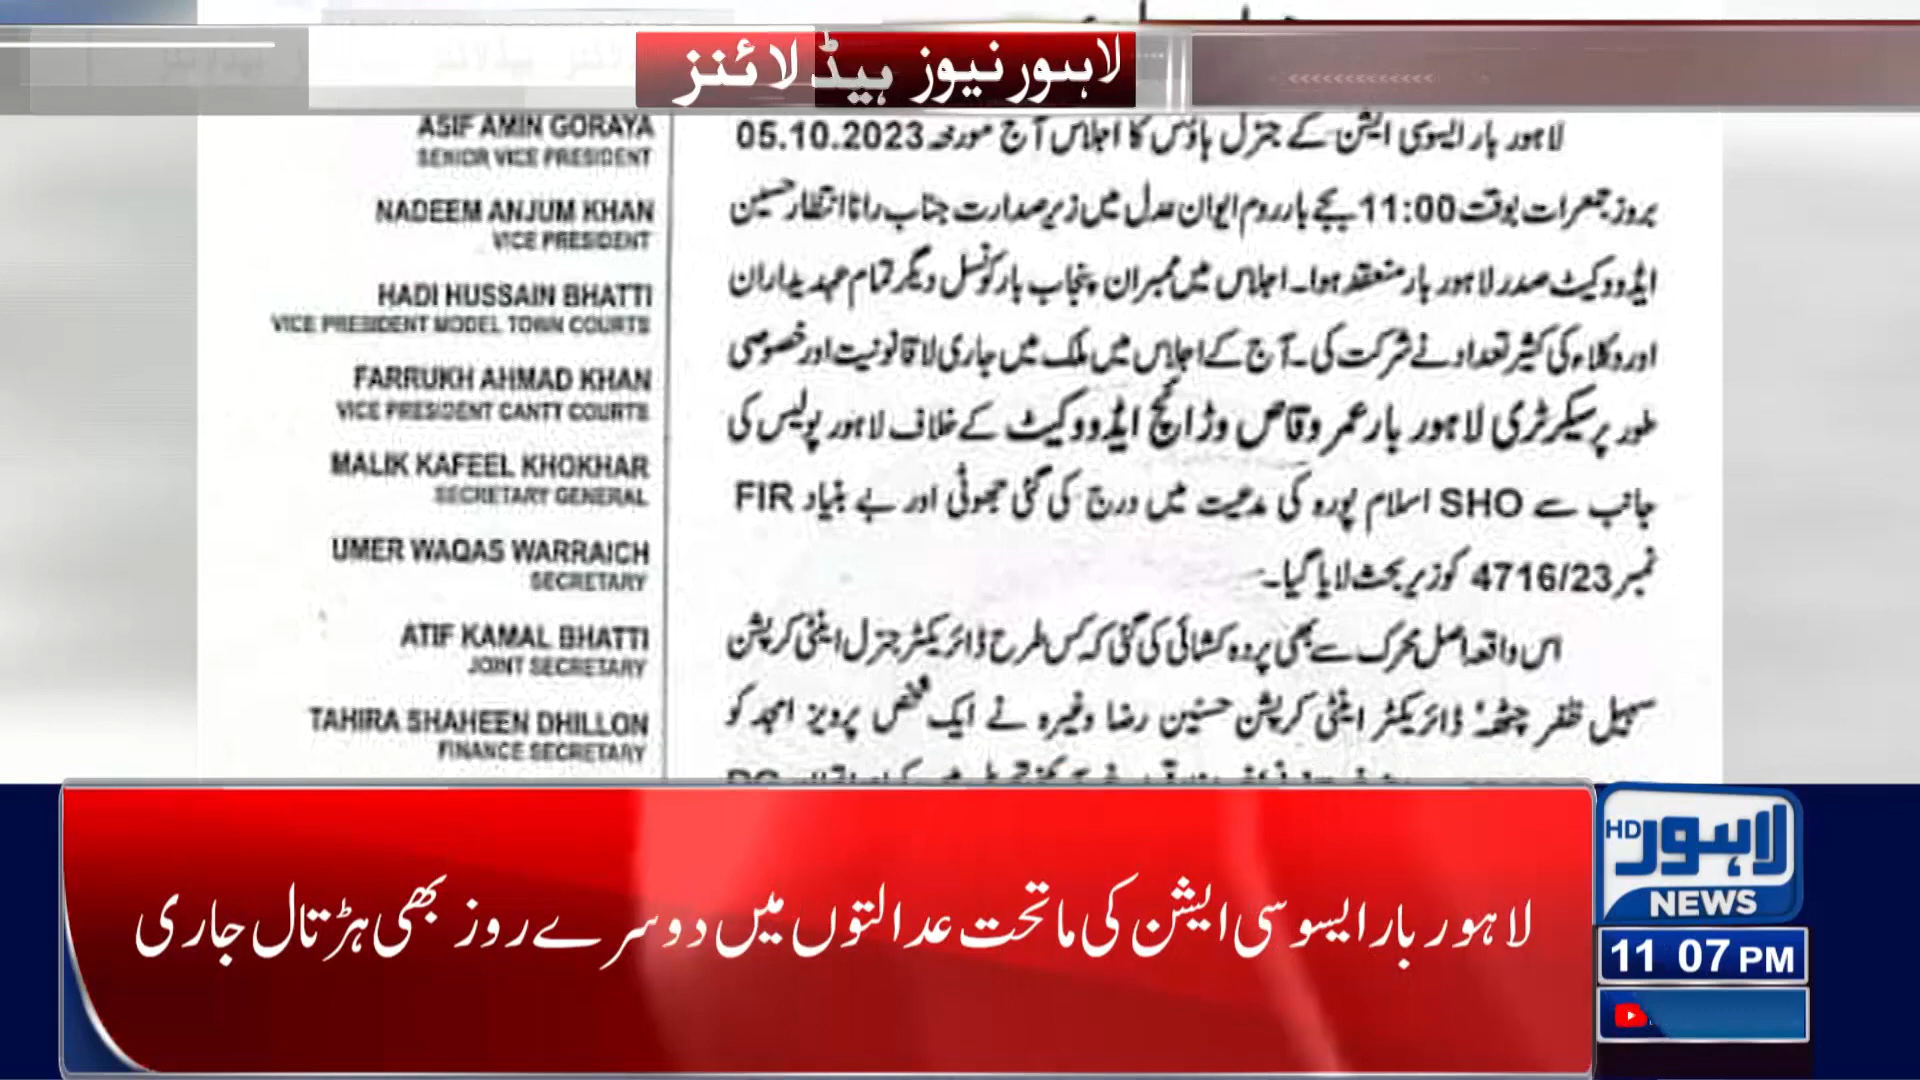 لاہور نیوز ہیڈ لائنز
ASIF AMIN GORAYA
SENIOR VICE PRESIDENT
NADEEM ANJUM KHAN
VICE PRESIDENT
HADI HUSSAIN BHATTI
VICE PRESIDENT MODEL TOWN COURTS
FARRUKH AHMAD KHAN
VICE PRESIDENT CANTT COURTS
MALIK KAFEEL KHOKHAR
SECRETARY GENERAL
UMER WAQAS WARRAICH
SECRETARY
ATIF KAMAL BHATTI
JOINT SECRETARY
TAHIRA SHAHEEN DHILLON
FINANCE SECRETARY
لاہور بار ایسوسی ایشن کے جنرل ہاؤس کا اجلاس آج مورخہ 05.10.2023
بروز جمعرات بوقت 11:00 بجے بار روم ایوان عدل میں زیر صدارت جناب رانا انتظار حسین
ایڈووکیٹ صدر لاہور بار منعقد ہوا۔ اجلاس میں ممبران پنجاب بار کونسل دیگر تمام عہدیداران
اور وکلاء کی کثیر تعداد نے شرکت کی۔ آج کے اجلاس میں ملک میں جاری لاقانونیت اور خصوصی
طور پر سیکرٹری لاہور بار عمر وقاص وڑائچ ایڈووکیٹ کے خلاف لاہور پولیس کی
جانب سے SHO اسلام پورہ کی مدعیت میں درج کی گئی جھوٹی اور بے بنیاد FIR
نمبر 4716/23 کو زیر بحث لایا گیا۔
اس واقعہ اصل محرک سے بھی پردہ کشائی کی گئی کہ کس طرح ڈائریکٹر جنرل اینٹی کرپشن
سہیل ظفر چٹھہ' ڈائریکٹر اینٹی کرپشن حسنین رضا وغیرہ نے ایک شخص پرویز امجد کو
لاہور بار ایسوسی ایشن کی ماتحت عدالتوں میں دوسرے روز بھی ہڑتال جاری
لاہور HD
NEWS
11 07 PM